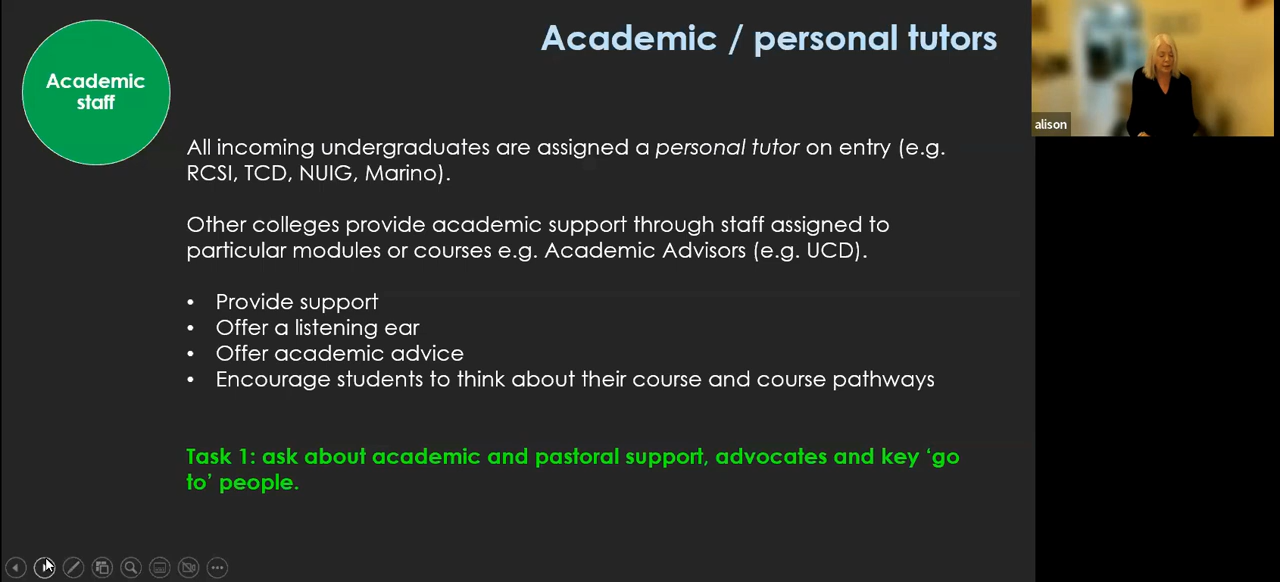 Academic / personal tutors
Academic
staff
alison
All incoming undergraduates are assigned a personal tutor on entry (e.g.
RCSI, TCD, NUIG, Marino).
Other colleges provide academic support through staff assigned to
particular modules or courses e.g. Academic Advisors (e.g. UCD).
• Provide support
• Offer a listening ear
• Offer academic advice
• Encourage students to think about their course and course pathways
Task 1: ask about academic and pastoral support, advocates and key ‘go
to’ people.